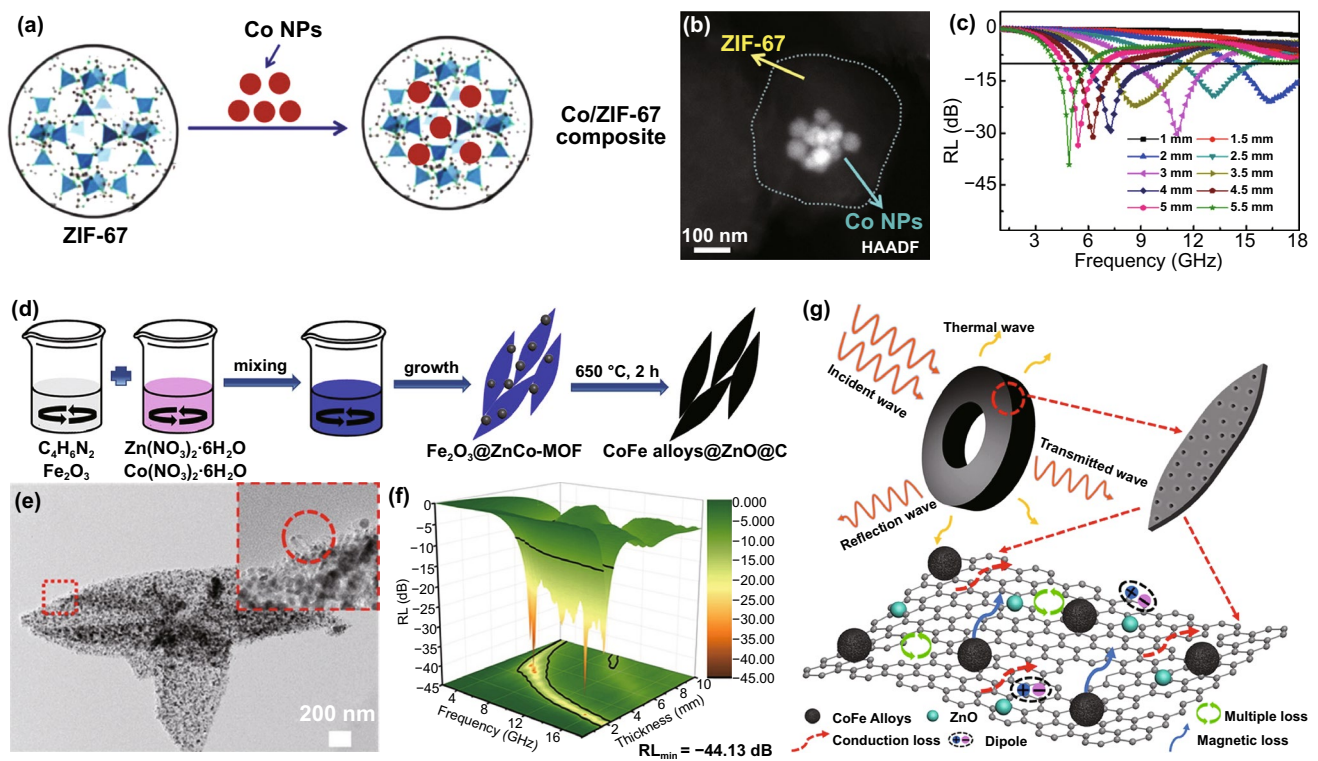 (a)
Co NPs
ZIF-67
Co/ZIF-67
composite
(b)
ZIF-67
Co NPs
100 nm
HAADF
(c)
0
−15
−30
−45
RL (dB)
1 mm 1.5 mm
2 mm 2.5 mm
3 mm 3.5 mm
4 mm 4.5 mm
5 mm 5.5 mm
3 6 9 12 15 18
Frequency (GHz)
(d)
mixing
growth
650 °C, 2 h
C₄H₆N₂
Fe₂O₃
Zn(NO₃)₂·6H₂O
Co(NO₃)₂·6H₂O
Fe₂O₃@ZnCo-MOF
CoFe alloys@ZnO@C
(e)
200 nm
(f)
0
−5
−10
−15
−20
−25
−30
−35
−40
−45
RL (dB)
4 8 12 16
Frequency (GHz)
2 4 6 8 10
Thickness (mm)
0.000
−5.000
−10.00
−15.00
−20.00
−25.00
−30.00
−35.00
−40.00
−45.00
RLmin = −44.13 dB
(g)
Thermal wave
Incident wave
Transmitted wave
Reflection wave
CoFe Alloys ZnO Multiple loss
Conduction loss Dipole Magnetic loss